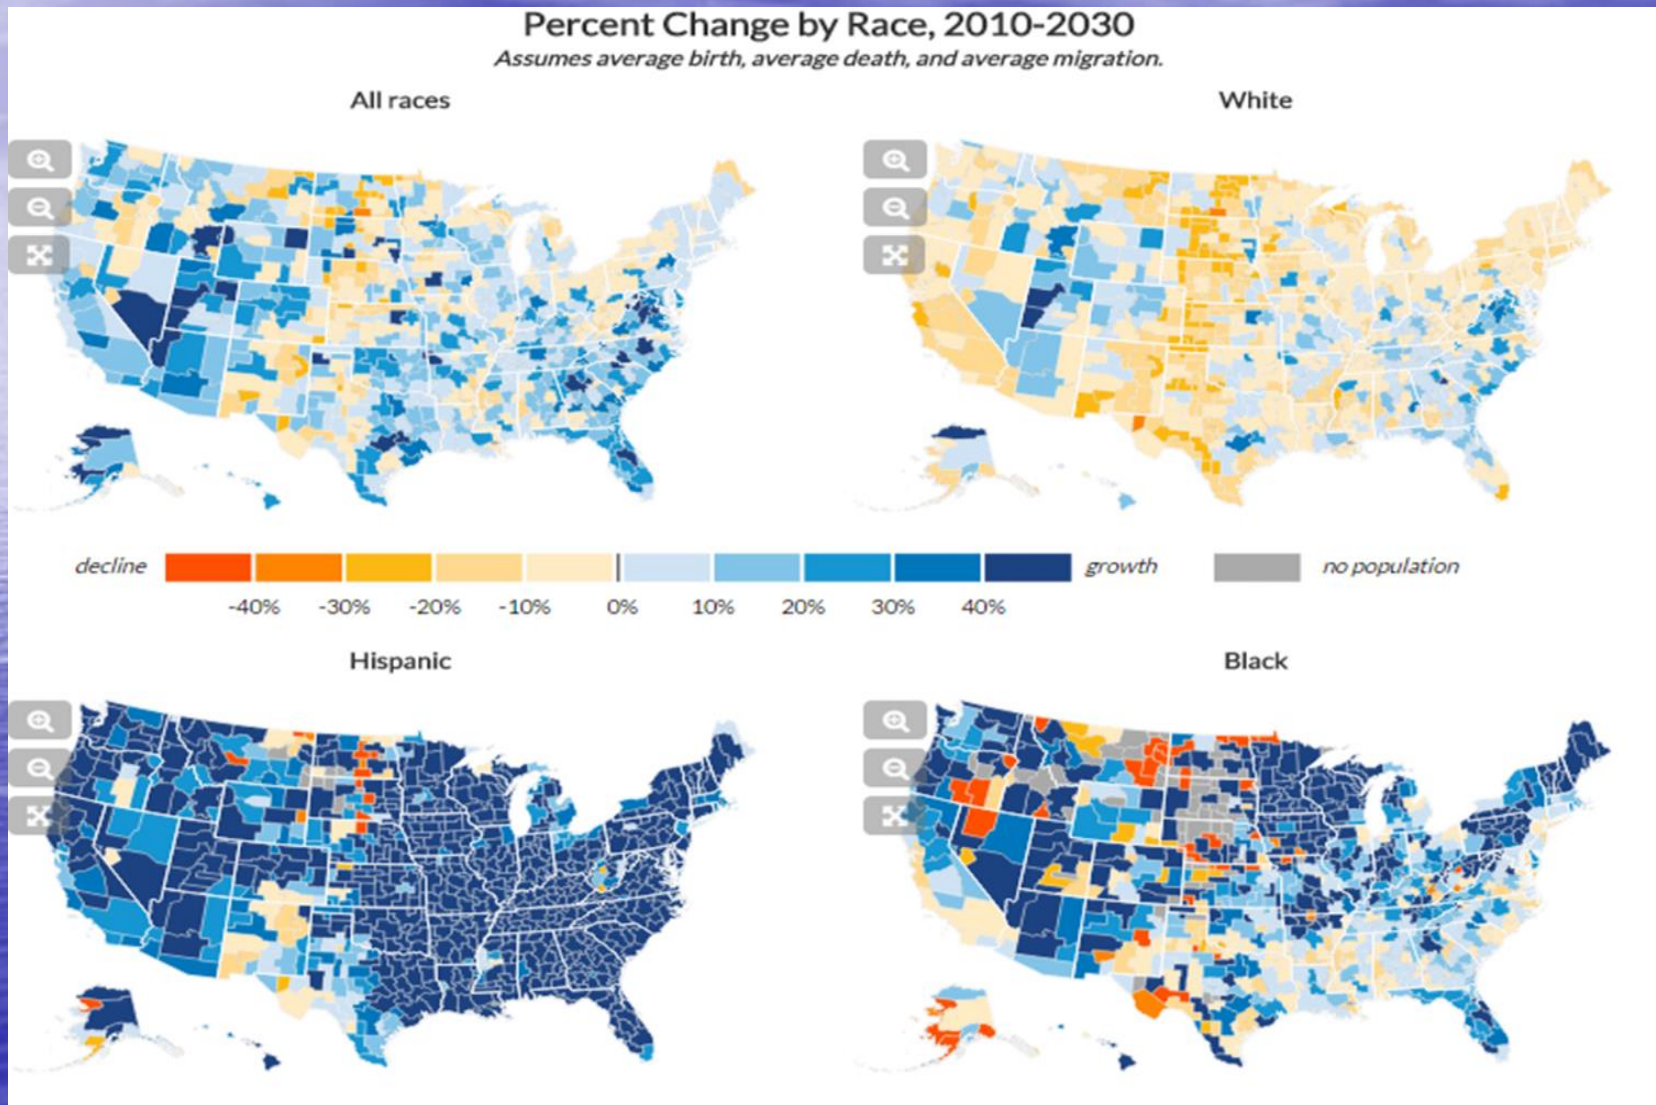 Percent Change by Race, 2010-2030
Assumes average birth, average death, and average migration.
All races
White
decline
growth
no population
-40%
-30%
-20%
-10%
0%
10%
20%
30%
40%
Hispanic
Black